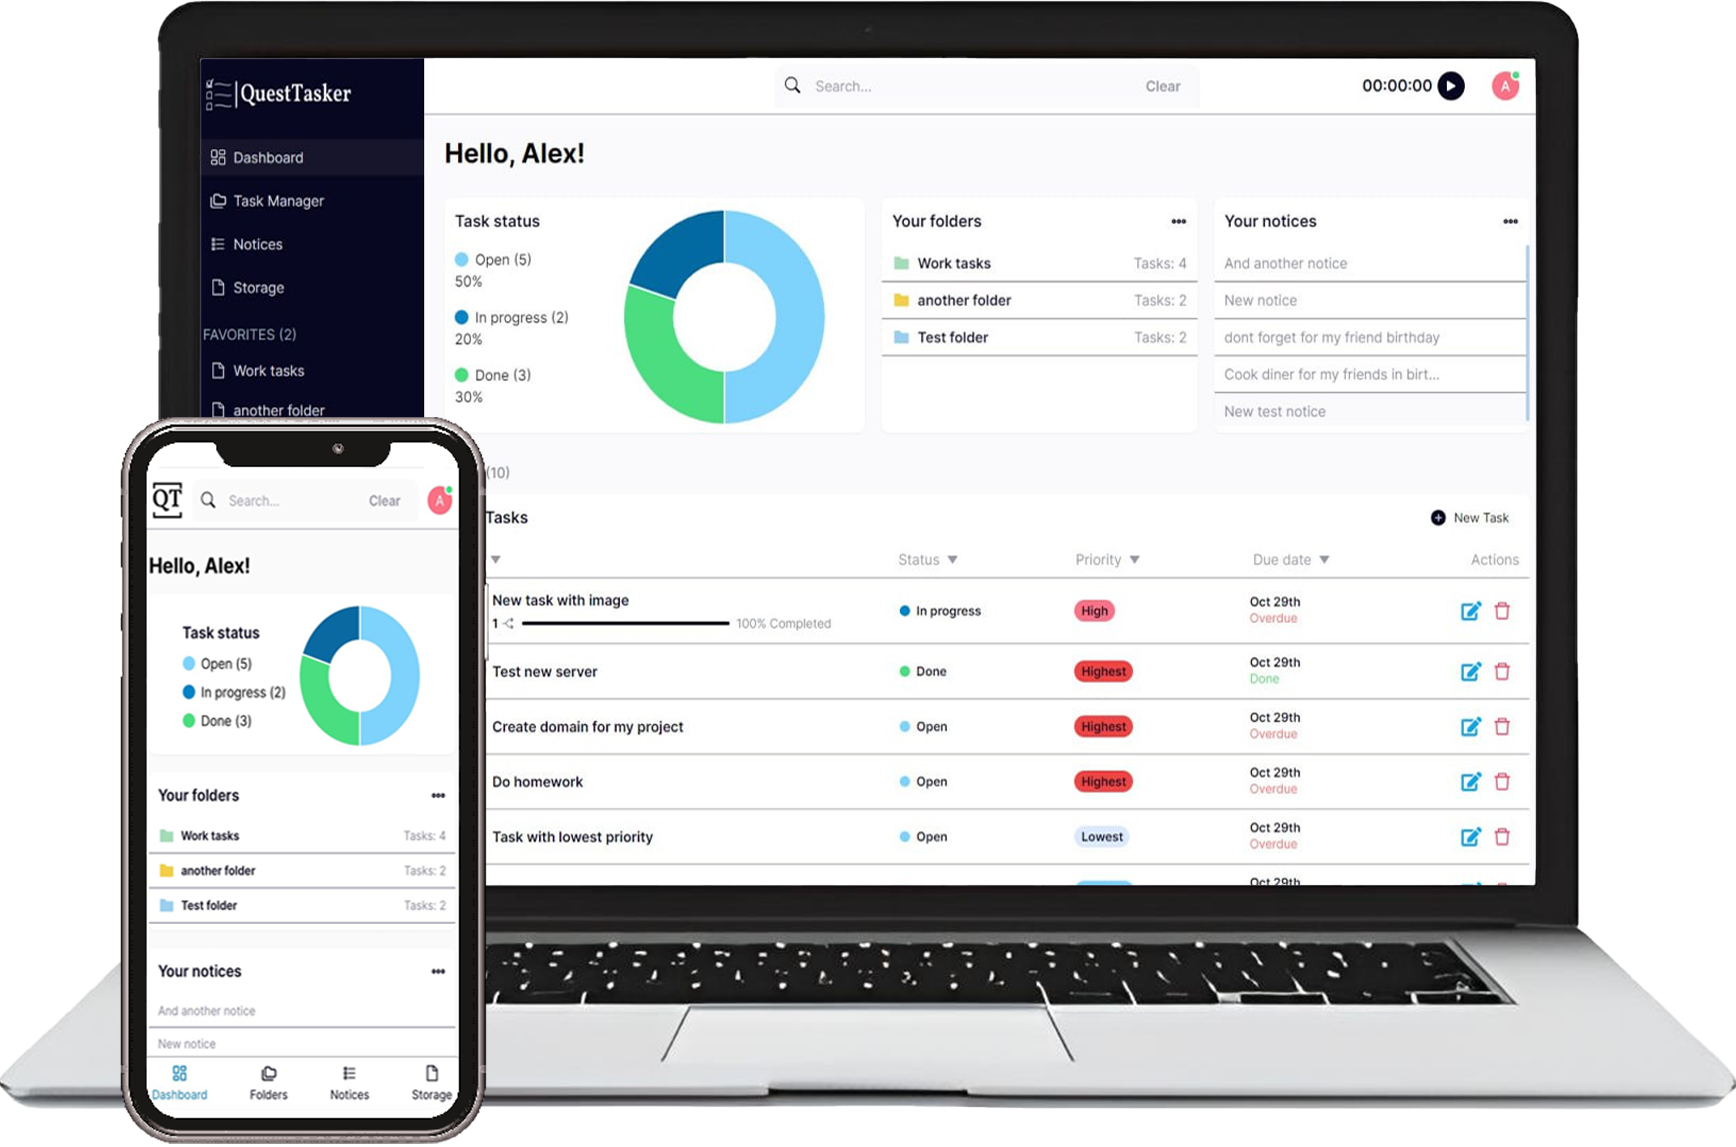 QuestTasker
Search...
Clear
00:00:00
A
Dashboard
Task Manager
Notices
Storage
FAVORITES (2)
Work tasks
another folder
Hello, Alex!
Task status
Open (5)
50%
In progress (2)
20%
Done (3)
30%
Your folders
Work tasks Tasks: 4
another folder Tasks: 2
Test folder Tasks: 2
Your notices
And another notice
New notice
dont forget for my friend birthday
Cook diner for my friends in birt...
New test notice
(10)
Tasks
New Task
Status Priority Due date Actions
New task with image
1 100% Completed
In progress High Oct 29th
Overdue
Test new server Done Highest Oct 29th
Done
Create domain for my project Open Highest Oct 29th
Overdue
Do homework Open Highest Oct 29th
Overdue
Task with lowest priority Open Lowest Oct 29th
Overdue
Oct 29th
QT
Search...
Clear
A
Hello, Alex!
Task status
Open (5)
In progress (2)
Done (3)
Your folders
Work tasks Tasks: 4
another folder Tasks: 2
Test folder Tasks: 2
Your notices
And another notice
New notice
Dashboard Folders Notices Storage